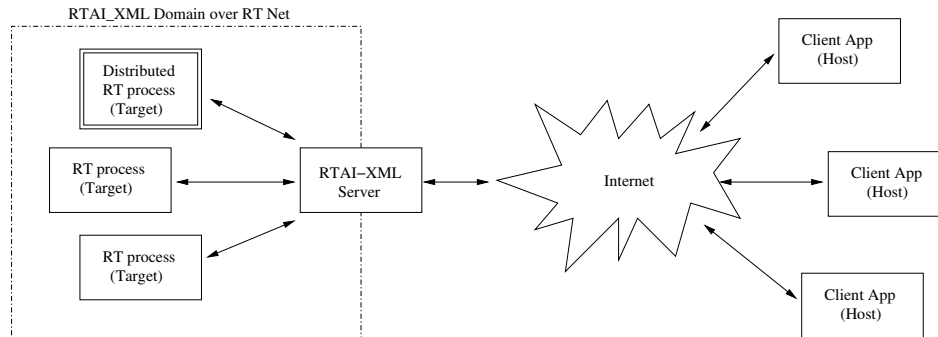 RTAI_XML Domain over RT Net
Distributed
RT process
(Target)
RT process
(Target)
RT process
(Target)
RTAI−XML
Server
Internet
Client App
(Host)
Client App
(Host)
Client App
(Host)